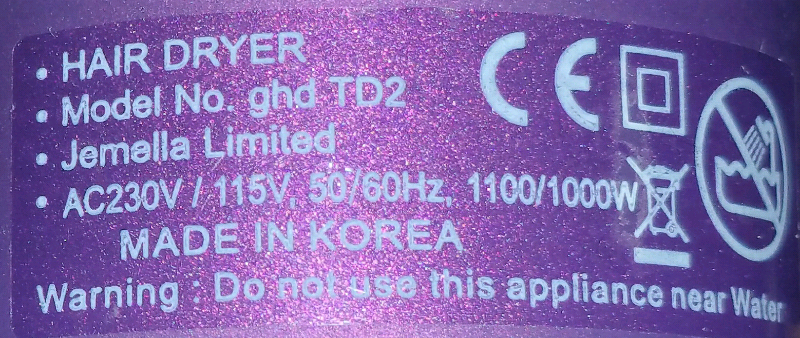 • HAIR DRYER
• Model No. ghd TD2
• Jemella Limited
• AC230V / 115V, 50/60Hz, 1100/1000W
MADE IN KOREA
Warning : Do not use this appliance near Water
CE